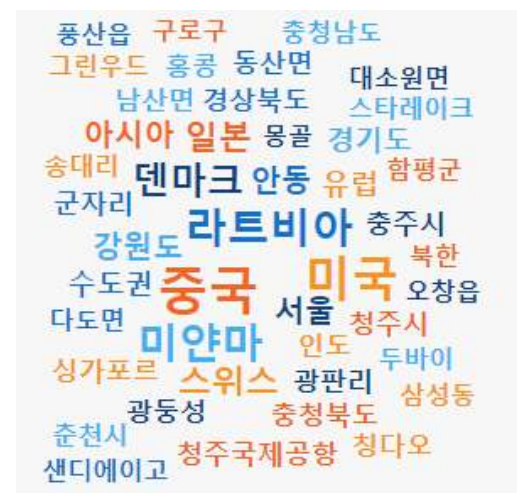 풍산읍 구로구 충청남도
그린우드 홍콩 동산면 대소원면
남산면 경상북도 스타레이크
아시아 일본 몽골 경기도
송대리 덴마크 안동 유럽 함평군
군자리 라트비아 충주시
강원도 북한
수도권 중국 미국 오창읍
다도면 서울 청주시
미얀마 인도 두바이
싱가포르 스위스 광판리 삼성동
광둥성 충청북도
춘천시 청주국제공항 칭다오
샌디에이고